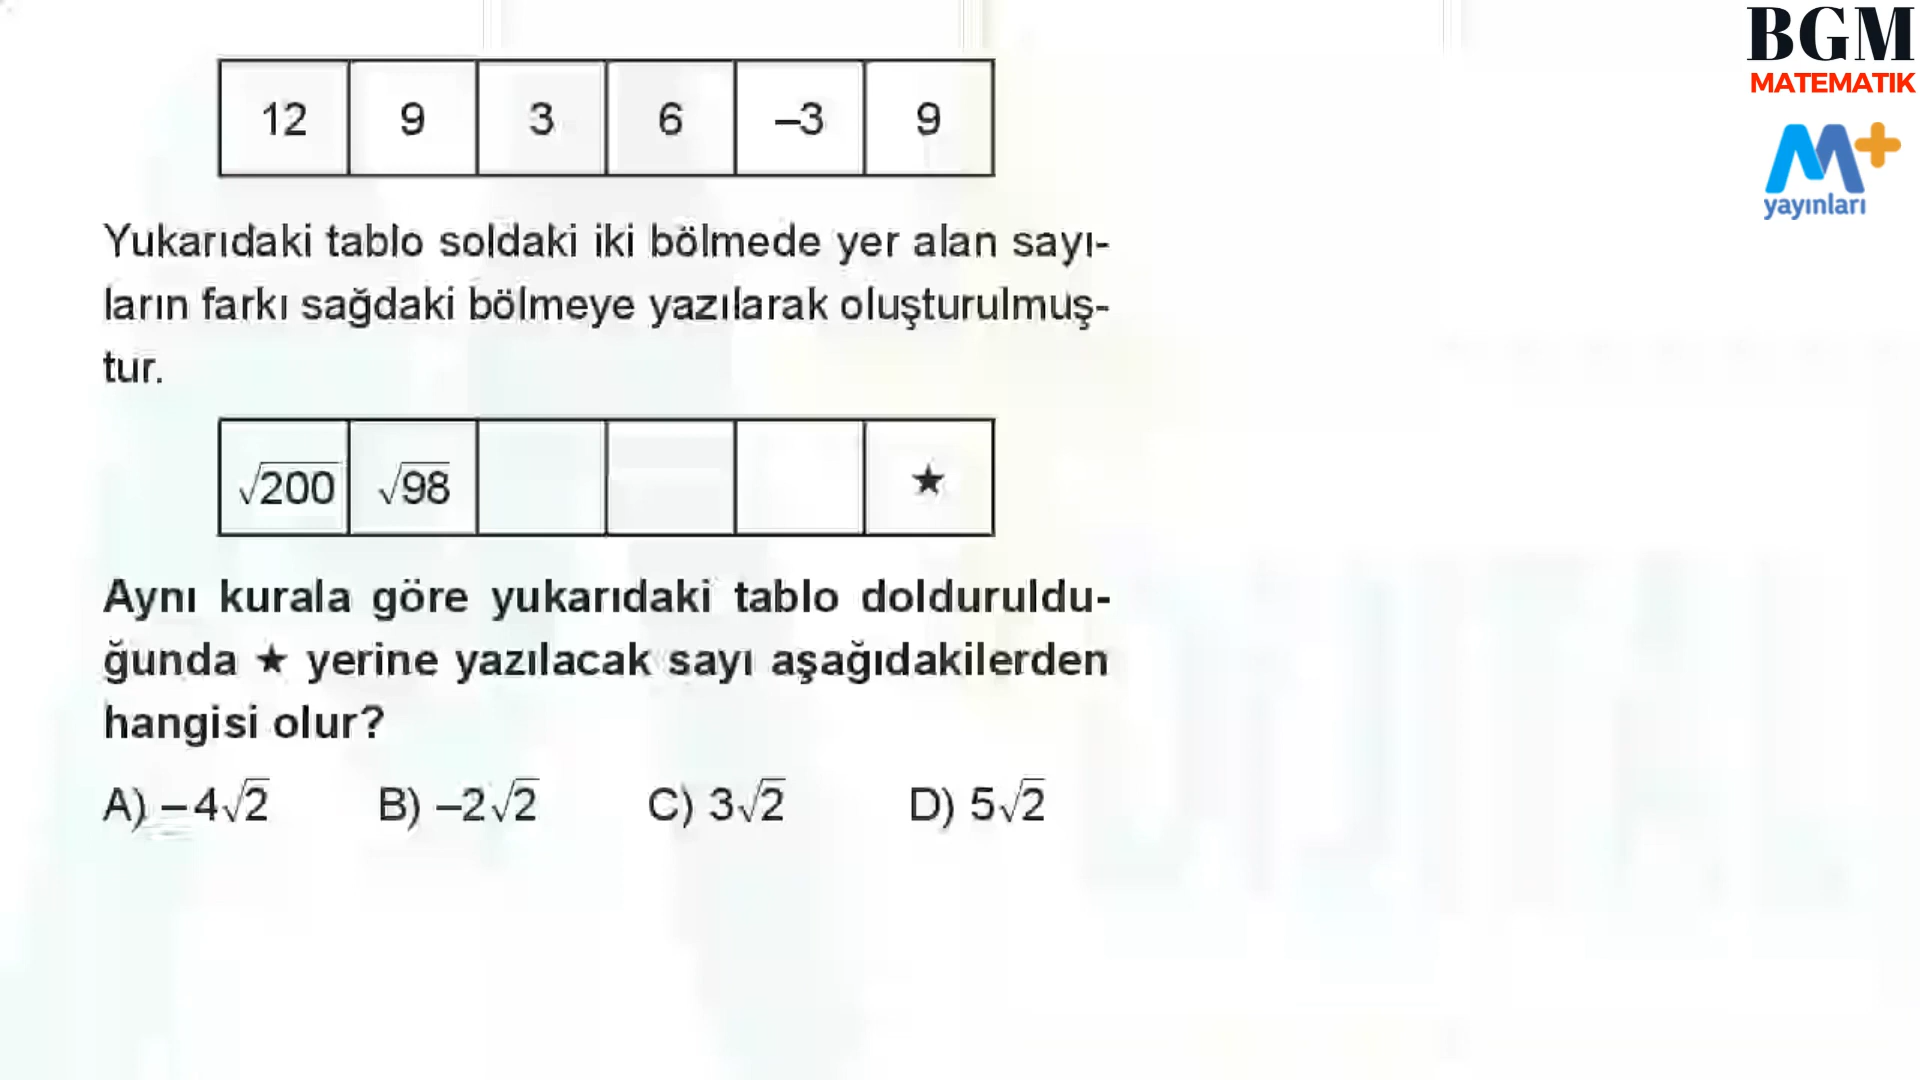 BGM
MATEMATIK
M+
yayınları
12 9 3 6 –3 9
Yukarıdaki tablo soldaki iki bölmede yer alan sayı-
ların farkı sağdaki bölmeye yazılarak oluşturulmuş-
tur.
√200 √98 ★
Aynı kurala göre yukarıdaki tablo dolduruldu-
ğunda ★ yerine yazılacak sayı aşağıdakilerden
hangisi olur?
A) –4√2 B) –2√2 C) 3√2 D) 5√2